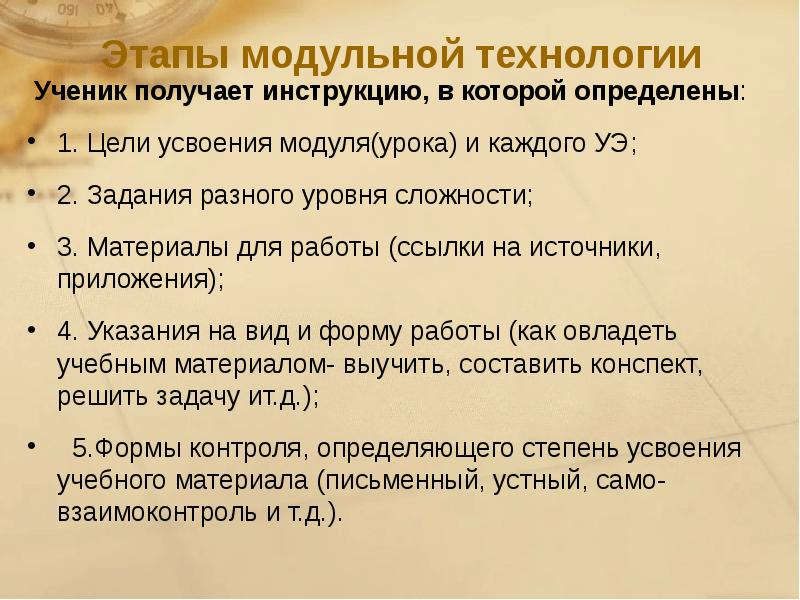 Этапы модульной технологии
Ученик получает инструкцию, в которой определены:
• 1. Цели усвоения модуля(урока) и каждого УЭ;
• 2. Задания разного уровня сложности;
• 3. Материалы для работы (ссылки на источники,
приложения);
• 4. Указания на вид и форму работы (как овладеть
учебным материалом- выучить, составить конспект,
решить задачу ит.д.);
• 5.Формы контроля, определяющего степень усвоения
учебного материала (письменный, устный, само-
взаимоконтроль и т.д.).